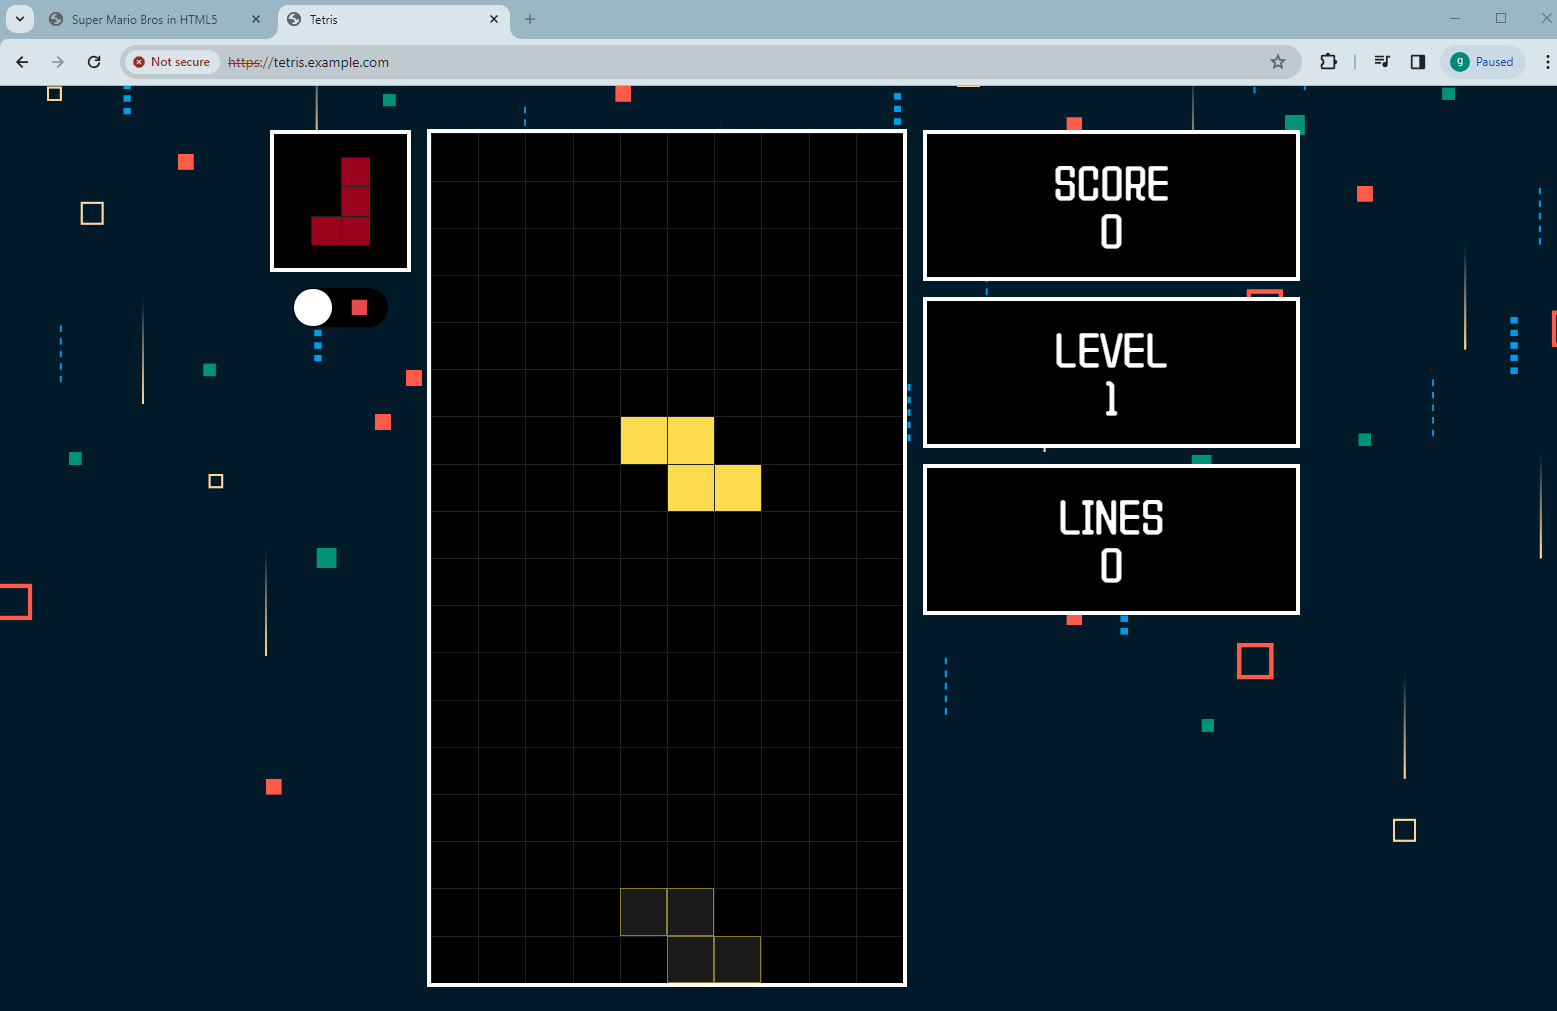 Super Mario Bros in HTML5
Tetris
Not secure
https://tetris.example.com
g
Paused
SCORE
0
LEVEL
1
LINES
0